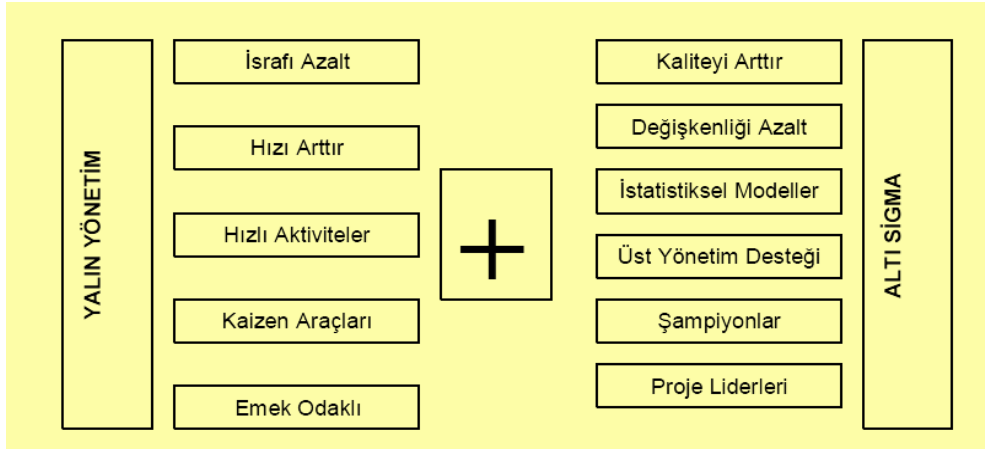 YALIN YÖNETİM
İsrafı Azalt
Hızı Arttır
Hızlı Aktiviteler
Kaizen Araçları
Emek Odaklı
+
Kaliteyi Arttır
Değişkenliği Azalt
İstatistiksel Modeller
Üst Yönetim Desteği
Şampiyonlar
Proje Liderleri
ALTI SİGMA